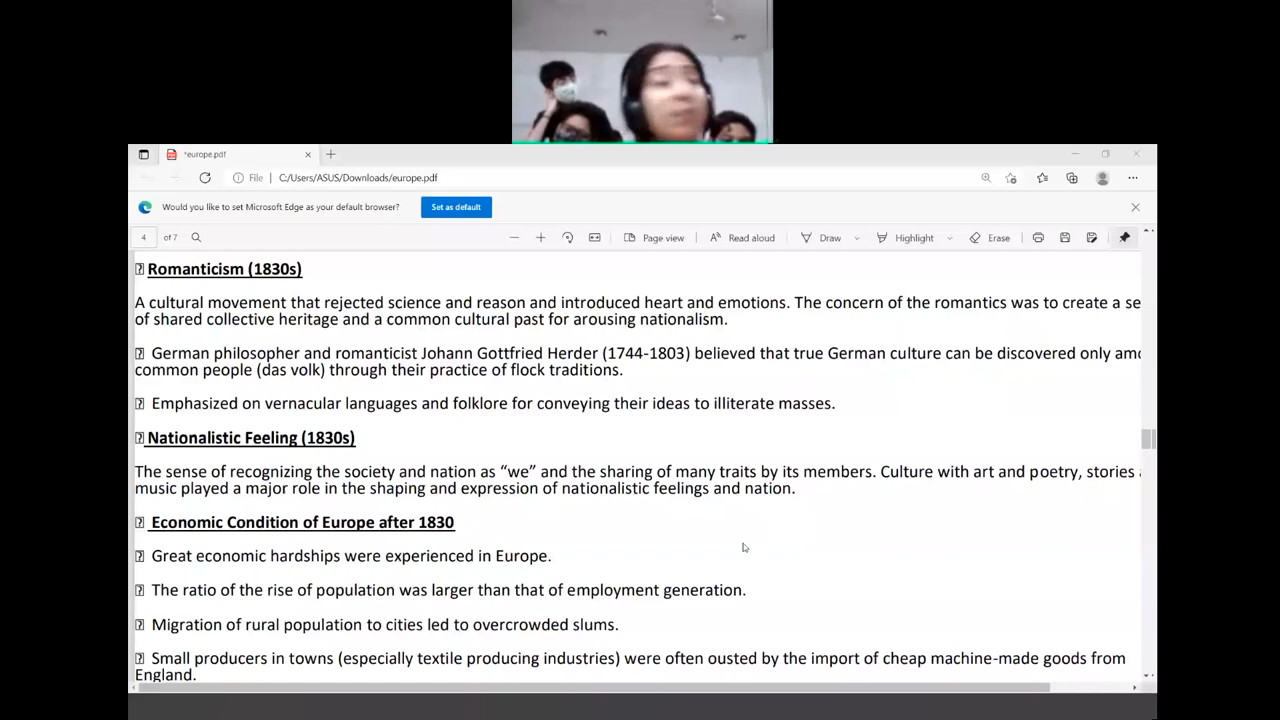 *europe.pdf
File C:/Users/ASUS/Downloads/europe.pdf
Would you like to set Microsoft Edge as your default browser? Set as default
4 of 7 Page view Read aloud Draw Highlight Erase
Romanticism (1830s)
A cultural movement that rejected science and reason and introduced heart and emotions. The concern of the romantics was to create a se
of shared collective heritage and a common cultural past for arousing nationalism.
German philosopher and romanticist Johann Gottfried Herder (1744-1803) believed that true German culture can be discovered only amo
common people (das volk) through their practice of flock traditions.
Emphasized on vernacular languages and folklore for conveying their ideas to illiterate masses.
Nationalistic Feeling (1830s)
The sense of recognizing the society and nation as “we” and the sharing of many traits by its members. Culture with art and poetry, stories
music played a major role in the shaping and expression of nationalistic feelings and nation.
Economic Condition of Europe after 1830
Great economic hardships were experienced in Europe.
The ratio of the rise of population was larger than that of employment generation.
Migration of rural population to cities led to overcrowded slums.
Small producers in towns (especially textile producing industries) were often ousted by the import of cheap machine-made goods from
England.